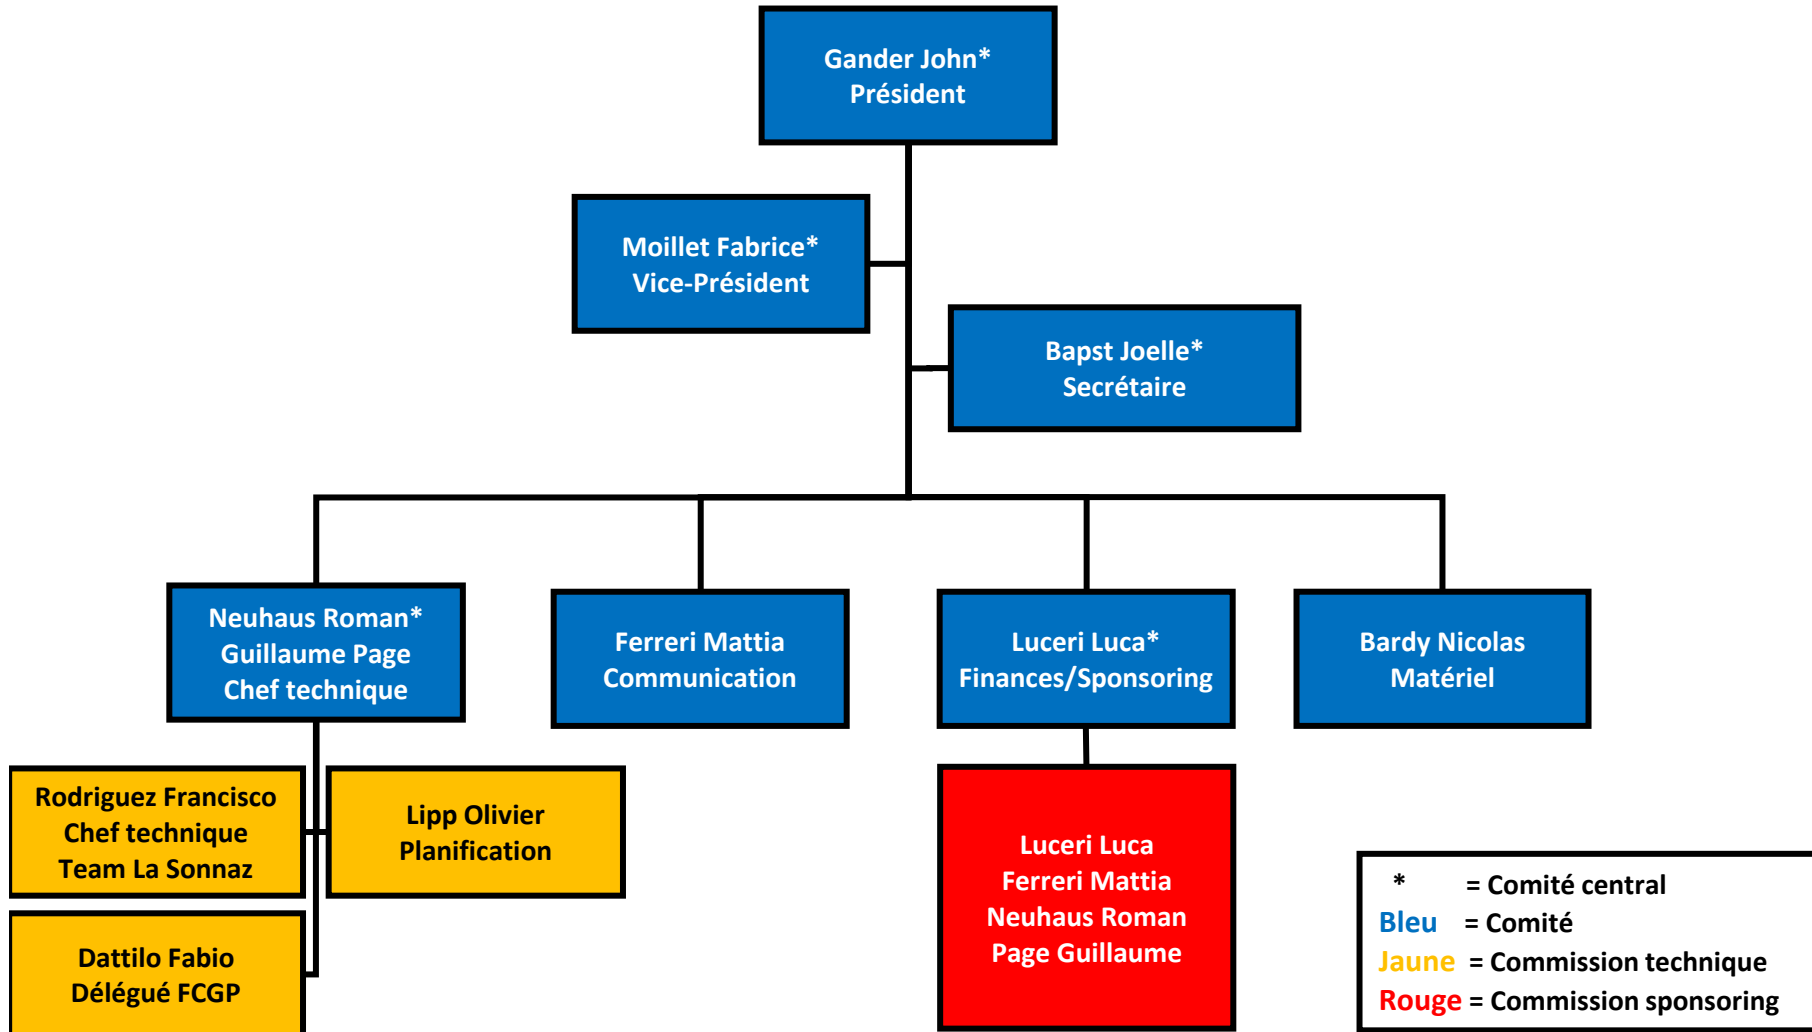 Gander John*
Président
Moillet Fabrice*
Vice-Président
Bapst Joelle*
Secrétaire
Neuhaus Roman*
Guillaume Page
Chef technique
Ferreri Mattia
Communication
Luceri Luca*
Finances/Sponsoring
Bardy Nicolas
Matériel
Rodriguez Francisco
Chef technique
Team La Sonnaz
Lipp Olivier
Planification
Dattilo Fabio
Délégué FCGP
Luceri Luca
Ferreri Mattia
Neuhaus Roman
Page Guillaume
* = Comité central
Bleu = Comité
Jaune = Commission technique
Rouge = Commission sponsoring